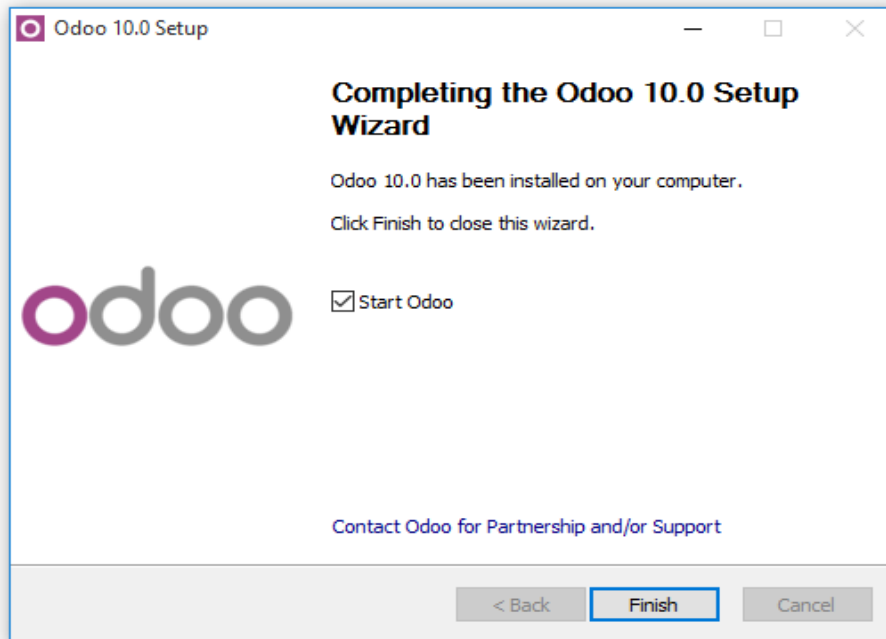 Odoo 10.0 Setup
Completing the Odoo 10.0 Setup
Wizard
Odoo 10.0 has been installed on your computer.
Click Finish to close this wizard.
odoo
Start Odoo
Contact Odoo for Partnership and/or Support
< Back
Finish
Cancel